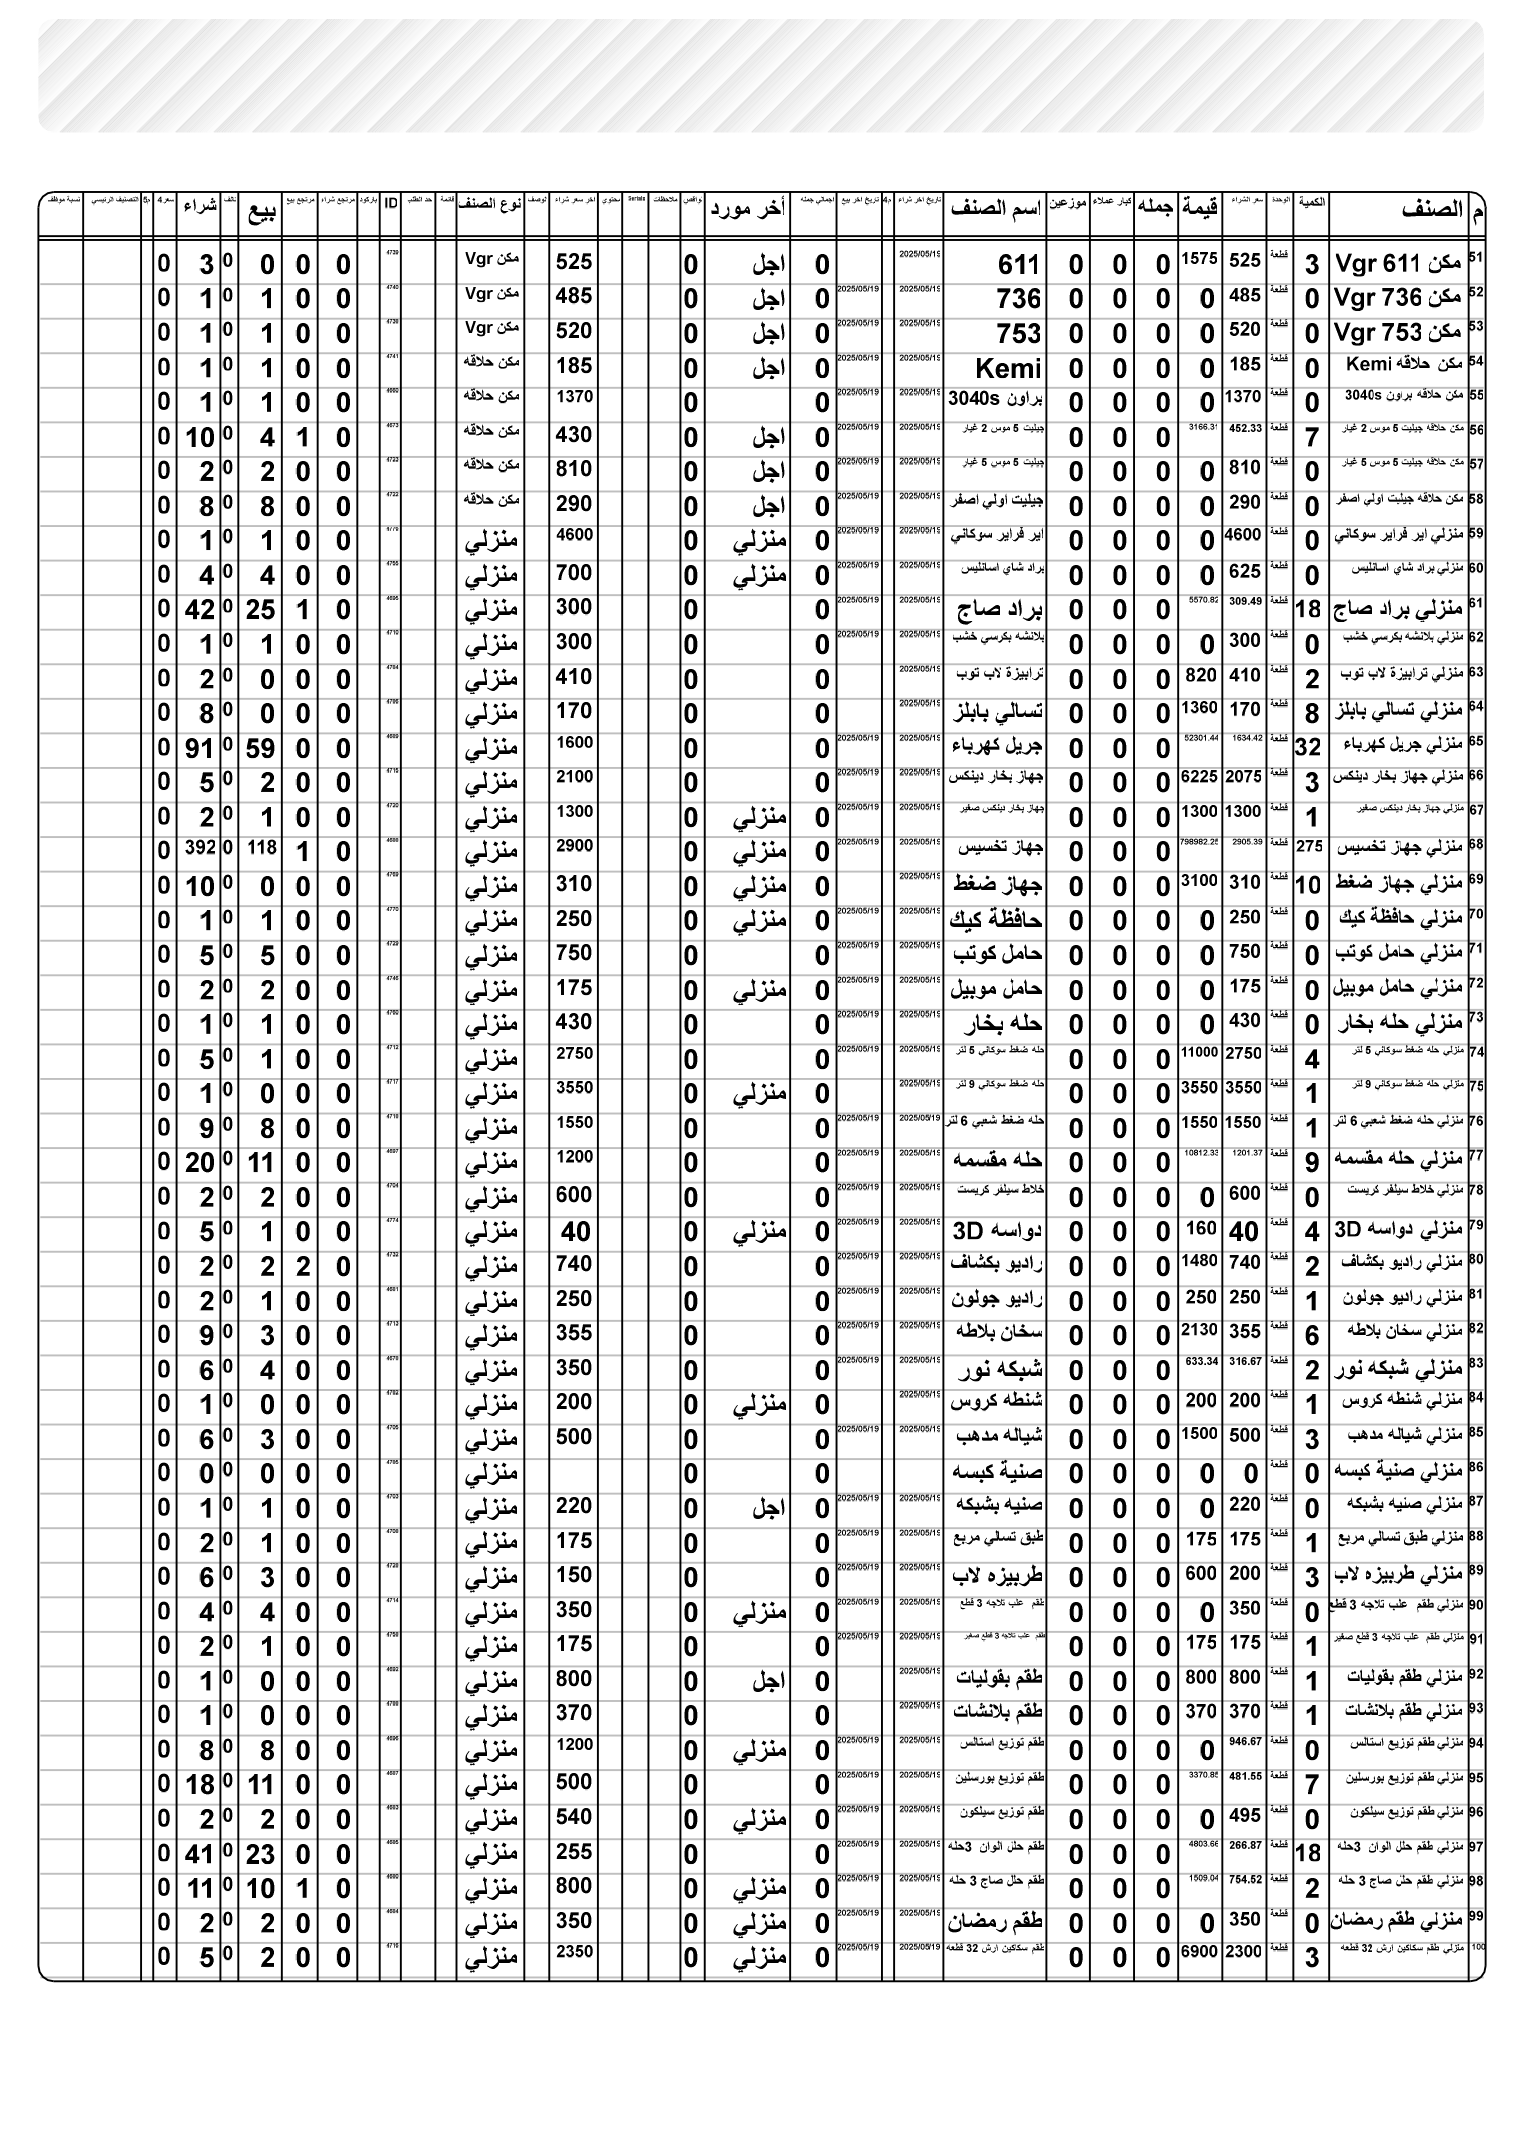 م الصنف الكمية الوحدة سعر الشراء قيمة جمله كبار عملاء موزعين اسم الصنف تاريخ اخر شراء م4 تاريخ اخر بيع اجمالي جمله أخر مورد نواقص ملاحظات Serials محتوي اخر سعر شراء لوصف نوع الصنف قائمة حد الطلب ID باركود مرتجع شراء مرتجع بيع بيع تالف شراء سعر4 م5 التصنيف الرئيسي نسبة موظف
51 مكن Vgr 611 3 قطعة 525 1575 0 0 0 611 2025/05/19 0 اجل 0 525 مكن Vgr 4739 0 0 0 0 3 0
52 مكن Vgr 736 0 قطعة 485 0 0 0 0 736 2025/05/19 2025/05/19 0 اجل 0 485 مكن Vgr 4740 0 0 1 0 1 0
53 مكن Vgr 753 0 قطعة 520 0 0 0 0 753 2025/05/19 2025/05/19 0 اجل 0 520 مكن Vgr 4738 0 0 1 0 1 0
54 مكن حلاقه Kemi 0 قطعة 185 0 0 0 0 Kemi 2025/05/19 2025/05/19 0 اجل 0 185 مكن حلاقه 4741 0 0 1 0 1 0
55 مكن حلاقه براون 3040s 0 قطعة 1370 0 0 0 0 براون 3040s 2025/05/19 2025/05/19 0 0 1370 مكن حلاقه 0 0 1 0 1 0
56 مكن حلاقه جيليت 5 موس 2 غيار 7 قطعة 452.33 3166.31 0 0 0 جيليت 5 موس 2 غيار 2025/05/19 2025/05/19 0 اجل 0 430 مكن حلاقه 4673 0 1 4 0 10 0
57 مكن حلاقه جيليت 5 موس 5 غيار 0 قطعة 810 0 0 0 0 جيليت 5 موس 5 غيار 2025/05/19 2025/05/19 0 اجل 0 810 مكن حلاقه 4723 0 0 2 0 2 0
58 مكن حلاقه جيليت اولي اصفر 0 قطعة 290 0 0 0 0 جيليت اولي اصفر 2025/05/19 2025/05/19 0 اجل 0 290 مكن حلاقه 4722 0 0 8 0 8 0
59 منزلي اير فراير سوكاني 0 قطعة 4600 0 0 0 0 اير فراير سوكاني 2025/05/19 2025/05/19 0 منزلي 0 4600 منزلي 4779 0 0 1 0 1 0
60 منزلي براد شاي اسانليس 0 قطعة 625 0 0 0 0 براد شاي اسانليس 2025/05/19 2025/05/19 0 منزلي 0 700 منزلي 0 0 4 0 4 0
61 منزلي براد صاج 18 قطعة 309.49 5570.82 0 0 0 براد صاج 2025/05/19 2025/05/19 0 0 300 منزلي 4695 0 1 25 0 42 0
62 منزلي بلانشه بكرسي خشب 0 قطعة 300 0 0 0 0 بلانشه بكرسي خشب 2025/05/19 2025/05/19 0 0 300 منزلي 0 0 1 0 1 0
63 منزلي ترابيزة لاب توب 2 قطعة 410 820 0 0 0 ترابيزة لاب توب 2025/05/19 0 0 410 منزلي 4784 0 0 0 0 2 0
64 منزلي تسالي بابلز 8 قطعة 170 1360 0 0 0 تسالي بابلز 2025/05/19 0 0 170 منزلي 0 0 0 0 8 0
65 منزلي جريل كهرباء 32 قطعة 1634.42 52301.44 0 0 0 جريل كهرباء 2025/05/19 2025/05/19 0 0 1600 منزلي 4689 0 0 59 0 91 0
66 منزلي جهاز بخار دينكس 3 قطعة 2075 6225 0 0 0 جهاز بخار دينكس 2025/05/19 2025/05/19 0 0 2100 منزلي 0 0 2 0 5 0
67 منزلي جهاز بخار دينكس صغير 1 قطعة 1300 1300 0 0 0 جهاز بخار دينكس صغير 2025/05/19 2025/05/19 0 منزلي 0 1300 منزلي 0 0 1 0 2 0
68 منزلي جهاز تخسيس 275 قطعة 2905.39 798982.25 0 0 0 جهاز تخسيس 2025/05/19 2025/05/19 0 منزلي 0 2900 منزلي 0 1 118 0 392 0
69 منزلي جهاز ضغط 10 قطعة 310 3100 0 0 0 جهاز ضغط 2025/05/19 0 منزلي 0 310 منزلي 4769 0 0 0 0 10 0
70 منزلي حافظة كيك 0 قطعة 250 0 0 0 0 حافظة كيك 2025/05/19 2025/05/19 0 منزلي 0 250 منزلي 4770 0 0 1 0 1 0
71 منزلي حامل كوتب 0 قطعة 750 0 0 0 0 حامل كوتب 2025/05/19 2025/05/19 0 0 750 منزلي 4729 0 0 5 0 5 0
72 منزلي حامل موبيل 0 قطعة 175 0 0 0 0 حامل موبيل 2025/05/19 2025/05/19 0 منزلي 0 175 منزلي 4746 0 0 2 0 2 0
73 منزلي حله بخار 0 قطعة 430 0 0 0 0 حله بخار 2025/05/19 2025/05/19 0 0 430 منزلي 0 0 1 0 1 0
74 منزلي حله ضغط سوكاني 5 لتر 4 قطعة 2750 11000 0 0 0 حله ضغط سوكاني 5 لتر 2025/05/19 2025/05/19 0 0 2750 منزلي 4712 0 0 1 0 5 0
75 منزلي حله ضغط سوكاني 9 لتر 1 قطعة 3550 3550 0 0 0 حله ضغط سوكاني 9 لتر 2025/05/19 0 منزلي 0 3550 منزلي 4717 0 0 0 0 1 0
76 منزلي حله ضغط شعبي 6 لتر 1 قطعة 1550 1550 0 0 0 حله ضغط شعبي 6 لتر 2025/05/19 2025/05/19 0 0 1550 منزلي 0 0 8 0 9 0
77 منزلي حله مقسمه 9 قطعة 1201.37 10812.33 0 0 0 حله مقسمه 2025/05/19 2025/05/19 0 0 1200 منزلي 4697 0 0 11 0 20 0
78 منزلي خلاط سيلفر كريست 0 قطعة 600 0 0 0 0 خلاط سيلفر كريست 2025/05/19 2025/05/19 0 0 600 منزلي 4704 0 0 2 0 2 0
79 منزلي دواسه 3D 4 قطعة 40 160 0 0 0 دواسه 3D 2025/05/19 2025/05/19 0 منزلي 0 40 منزلي 4774 0 0 1 0 5 0
80 منزلي راديو بكشاف 2 قطعة 740 1480 0 0 0 راديو بكشاف 2025/05/19 2025/05/19 0 0 740 منزلي 4732 0 2 2 0 2 0
81 منزلي راديو جولون 1 قطعة 250 250 0 0 0 راديو جولون 2025/05/19 2025/05/19 0 0 250 منزلي 0 0 1 0 2 0
82 منزلي سخان بلاطه 6 قطعة 355 2130 0 0 0 سخان بلاطه 2025/05/19 2025/05/19 0 0 355 منزلي 4713 0 0 3 0 9 0
83 منزلي شبكه نور 2 قطعة 316.67 633.34 0 0 0 شبكه نور 2025/05/19 2025/05/19 0 0 350 منزلي 0 0 4 0 6 0
84 منزلي شنطه كروس 1 قطعة 200 200 0 0 0 شنطه كروس 2025/05/19 0 منزلي 0 200 منزلي 0 0 0 0 1 0
85 منزلي شياله مدهب 3 قطعة 500 1500 0 0 0 شياله مدهب 2025/05/19 2025/05/19 0 0 500 منزلي 4705 0 0 3 0 6 0
86 منزلي صنية كبسه 0 قطعة 0 0 0 0 0 صنية كبسه 0 0 منزلي 0 0 0 0 0 0
87 منزلي صنيه بشبكه 0 قطعة 220 0 0 0 0 صنيه بشبكه 2025/05/19 2025/05/19 0 اجل 0 220 منزلي 4703 0 0 1 0 1 0
88 منزلي طبق تسالي مربع 1 قطعة 175 175 0 0 0 طبق تسالي مربع 2025/05/19 2025/05/19 0 0 175 منزلي 0 0 1 0 2 0
89 منزلي طربيزه لاب 3 قطعة 200 600 0 0 0 طربيزه لاب 2025/05/19 2025/05/19 0 0 150 منزلي 4728 0 0 3 0 6 0
90 منزلي طقم علب تلاجه 3 قطع 0 قطعة 350 0 0 0 0 طقم علب تلاجه 3 قطع 2025/05/19 2025/05/19 0 منزلي 0 350 منزلي 4714 0 0 4 0 4 0
91 منزلي طقم علب تلاجه 3 قطع صغير 1 قطعة 175 175 0 0 0 طقم علب تلاجه 3 قطع صغير 2025/05/19 2025/05/19 0 0 175 منزلي 0 0 1 0 2 0
92 منزلي طقم بقوليات 1 قطعة 800 800 0 0 0 طقم بقوليات 2025/05/19 0 اجل 0 800 منزلي 4692 0 0 0 0 1 0
93 منزلي طقم بلانشات 1 قطعة 370 370 0 0 0 طقم بلانشات 2025/05/19 0 0 370 منزلي 0 0 0 0 1 0
94 منزلي طقم توزيع استالس 0 قطعة 946.67 0 0 0 0 طقم توزيع استالس 2025/05/19 2025/05/19 0 منزلي 0 1200 منزلي 0 0 8 0 8 0
95 منزلي طقم توزيع بورسلين 7 قطعة 481.55 3370.85 0 0 0 طقم توزيع بورسلين 2025/05/19 2025/05/19 0 0 500 منزلي 4687 0 0 11 0 18 0
96 منزلي طقم توزيع سيلكون 0 قطعة 495 0 0 0 0 طقم توزيع سيلكون 2025/05/19 2025/05/19 0 منزلي 0 540 منزلي 0 0 2 0 2 0
97 منزلي طقم حلل الوان 3حله 18 قطعة 266.87 4803.66 0 0 0 طقم حلل الوان 3حله 2025/05/19 2025/05/19 0 0 255 منزلي 0 0 23 0 41 0
98 منزلي طقم حلل صاج 3 حله 2 قطعة 754.52 1509.04 0 0 0 طقم حلل صاج 3 حله 2025/05/19 2025/05/19 0 منزلي 0 800 منزلي 0 1 10 0 11 0
99 منزلي طقم رمضان 0 قطعة 350 0 0 0 0 طقم رمضان 2025/05/19 2025/05/19 0 منزلي 0 350 منزلي 4684 0 0 2 0 2 0
100 منزلي طقم سكاكين ارش 32 قطعه 3 قطعة 2300 6900 0 0 0 طقم سكاكين ارش 32 قطعه 2025/05/19 2025/05/19 0 منزلي 0 2350 منزلي 4716 0 0 2 0 5 0